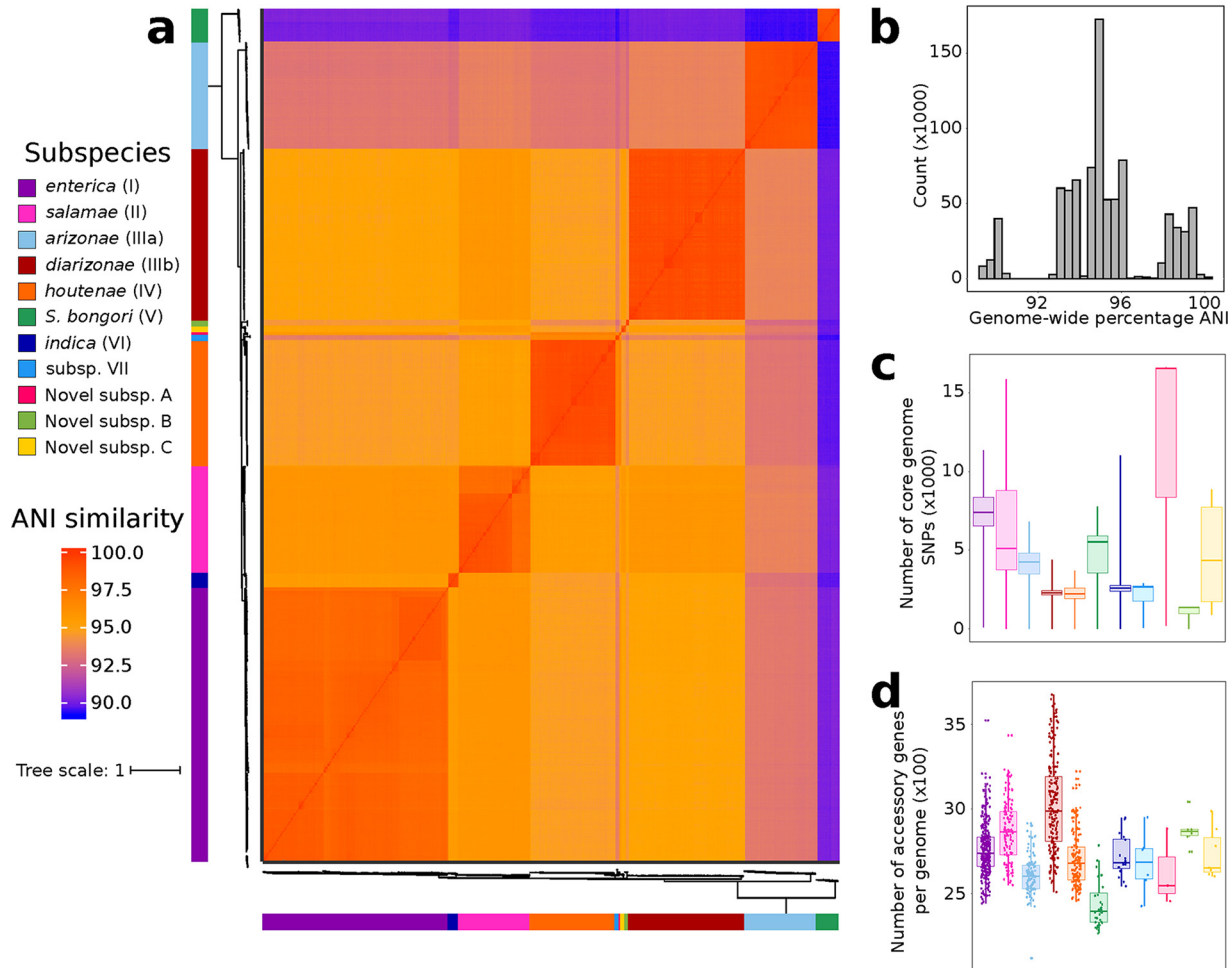 a
Subspecies
enterica (I)
salamae (II)
arizonae (IIIa)
diarizonae (IIIb)
houtenae (IV)
S. bongori (V)
indica (VI)
subsp. VII
Novel subsp. A
Novel subsp. B
Novel subsp. C
ANI similarity
100.0
97.5
95.0
92.5
90.0
Tree scale: 1
b
Count (x1000)
150
100
50
0
92 96 100
Genome-wide percentage ANI
c
Number of core genome
SNPs (x1000)
15
10
5
0
d
Number of accessory genes
per genome (x100)
35
30
25